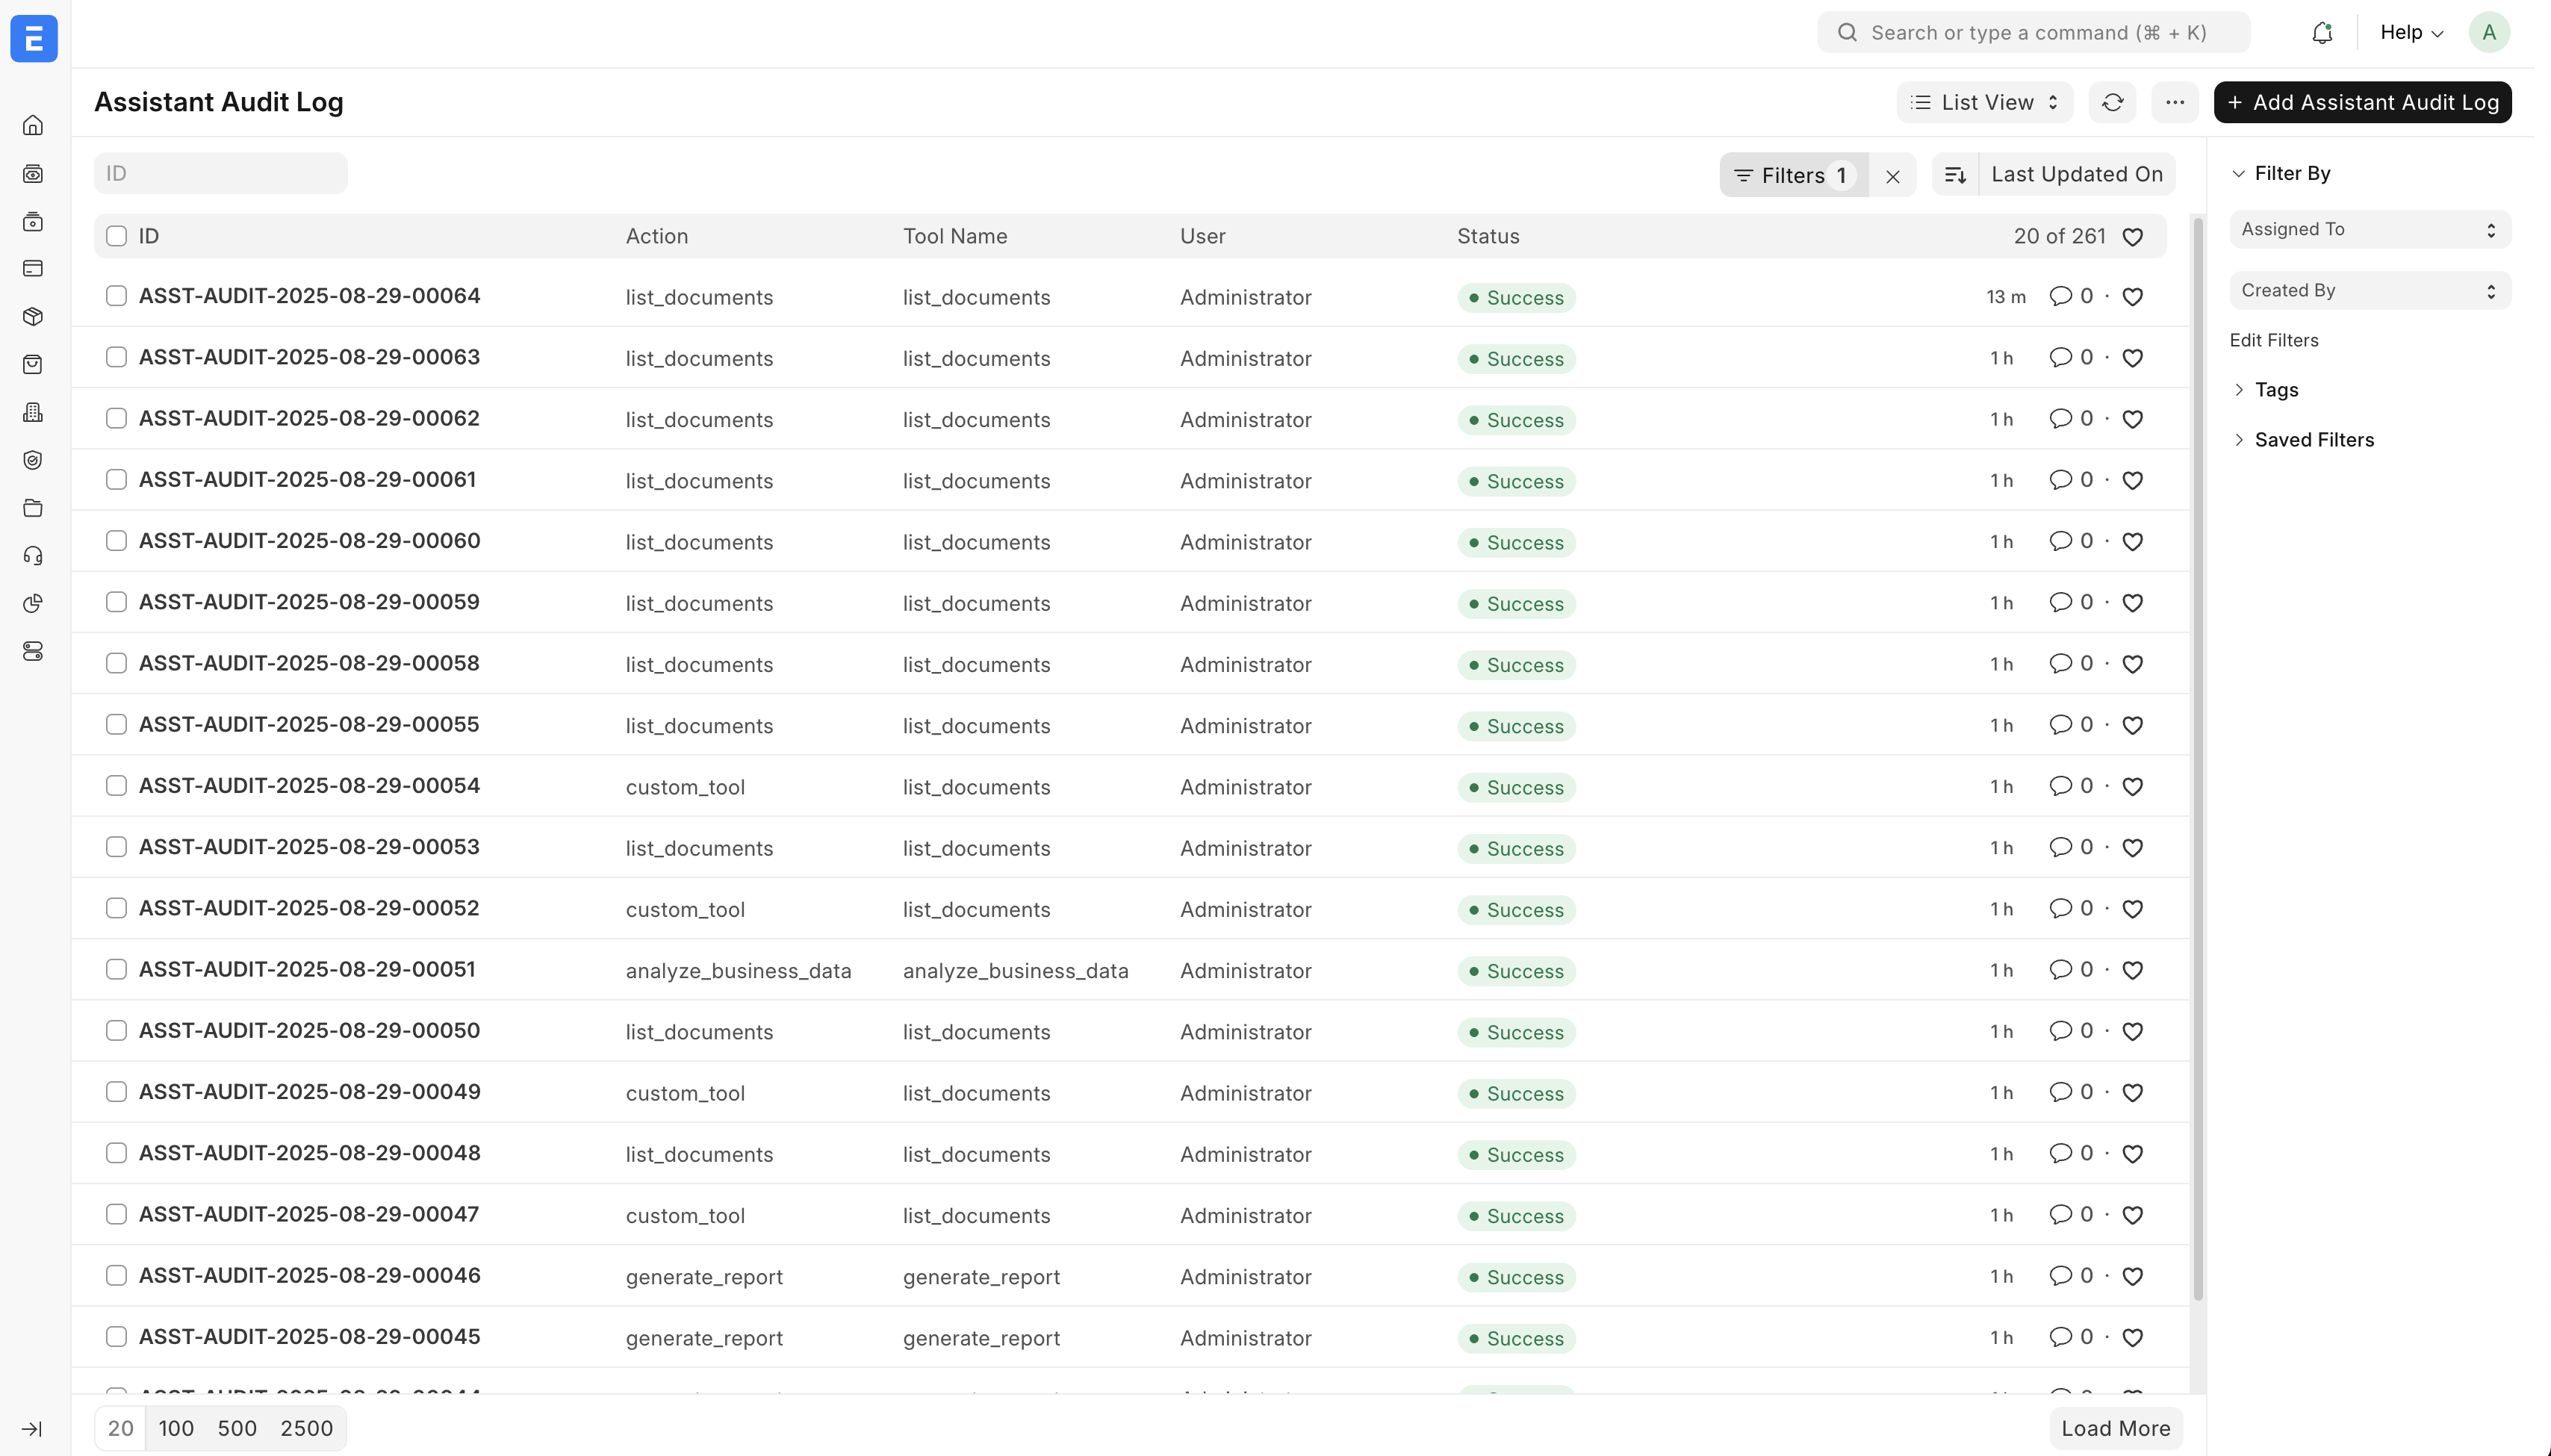 E
Search or type a command (⌘ + K)
Help
A
Assistant Audit Log
List View
+ Add Assistant Audit Log
ID
Filters 1
Last Updated On
ID Action Tool Name User Status 20 of 261
ASST-AUDIT-2025-08-29-00064 list_documents list_documents Administrator Success 13 m 0 ·
ASST-AUDIT-2025-08-29-00063 list_documents list_documents Administrator Success 1 h 0 ·
ASST-AUDIT-2025-08-29-00062 list_documents list_documents Administrator Success 1 h 0 ·
ASST-AUDIT-2025-08-29-00061 list_documents list_documents Administrator Success 1 h 0 ·
ASST-AUDIT-2025-08-29-00060 list_documents list_documents Administrator Success 1 h 0 ·
ASST-AUDIT-2025-08-29-00059 list_documents list_documents Administrator Success 1 h 0 ·
ASST-AUDIT-2025-08-29-00058 list_documents list_documents Administrator Success 1 h 0 ·
ASST-AUDIT-2025-08-29-00055 list_documents list_documents Administrator Success 1 h 0 ·
ASST-AUDIT-2025-08-29-00054 custom_tool list_documents Administrator Success 1 h 0 ·
ASST-AUDIT-2025-08-29-00053 list_documents list_documents Administrator Success 1 h 0 ·
ASST-AUDIT-2025-08-29-00052 custom_tool list_documents Administrator Success 1 h 0 ·
ASST-AUDIT-2025-08-29-00051 analyze_business_data analyze_business_data Administrator Success 1 h 0 ·
ASST-AUDIT-2025-08-29-00050 list_documents list_documents Administrator Success 1 h 0 ·
ASST-AUDIT-2025-08-29-00049 custom_tool list_documents Administrator Success 1 h 0 ·
ASST-AUDIT-2025-08-29-00048 list_documents list_documents Administrator Success 1 h 0 ·
ASST-AUDIT-2025-08-29-00047 custom_tool list_documents Administrator Success 1 h 0 ·
ASST-AUDIT-2025-08-29-00046 generate_report generate_report Administrator Success 1 h 0 ·
ASST-AUDIT-2025-08-29-00045 generate_report generate_report Administrator Success 1 h 0 ·
20 100 500 2500
Load More
Filter By
Assigned To
Created By
Edit Filters
Tags
Saved Filters